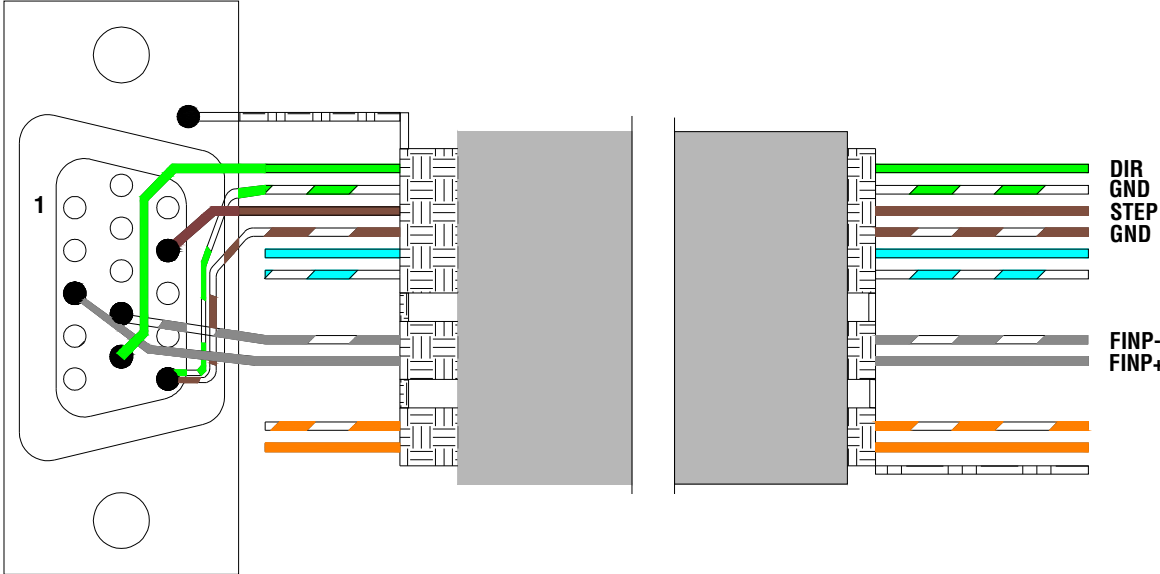 1
DIR
GND
STEP
GND
FINP-
FINP+